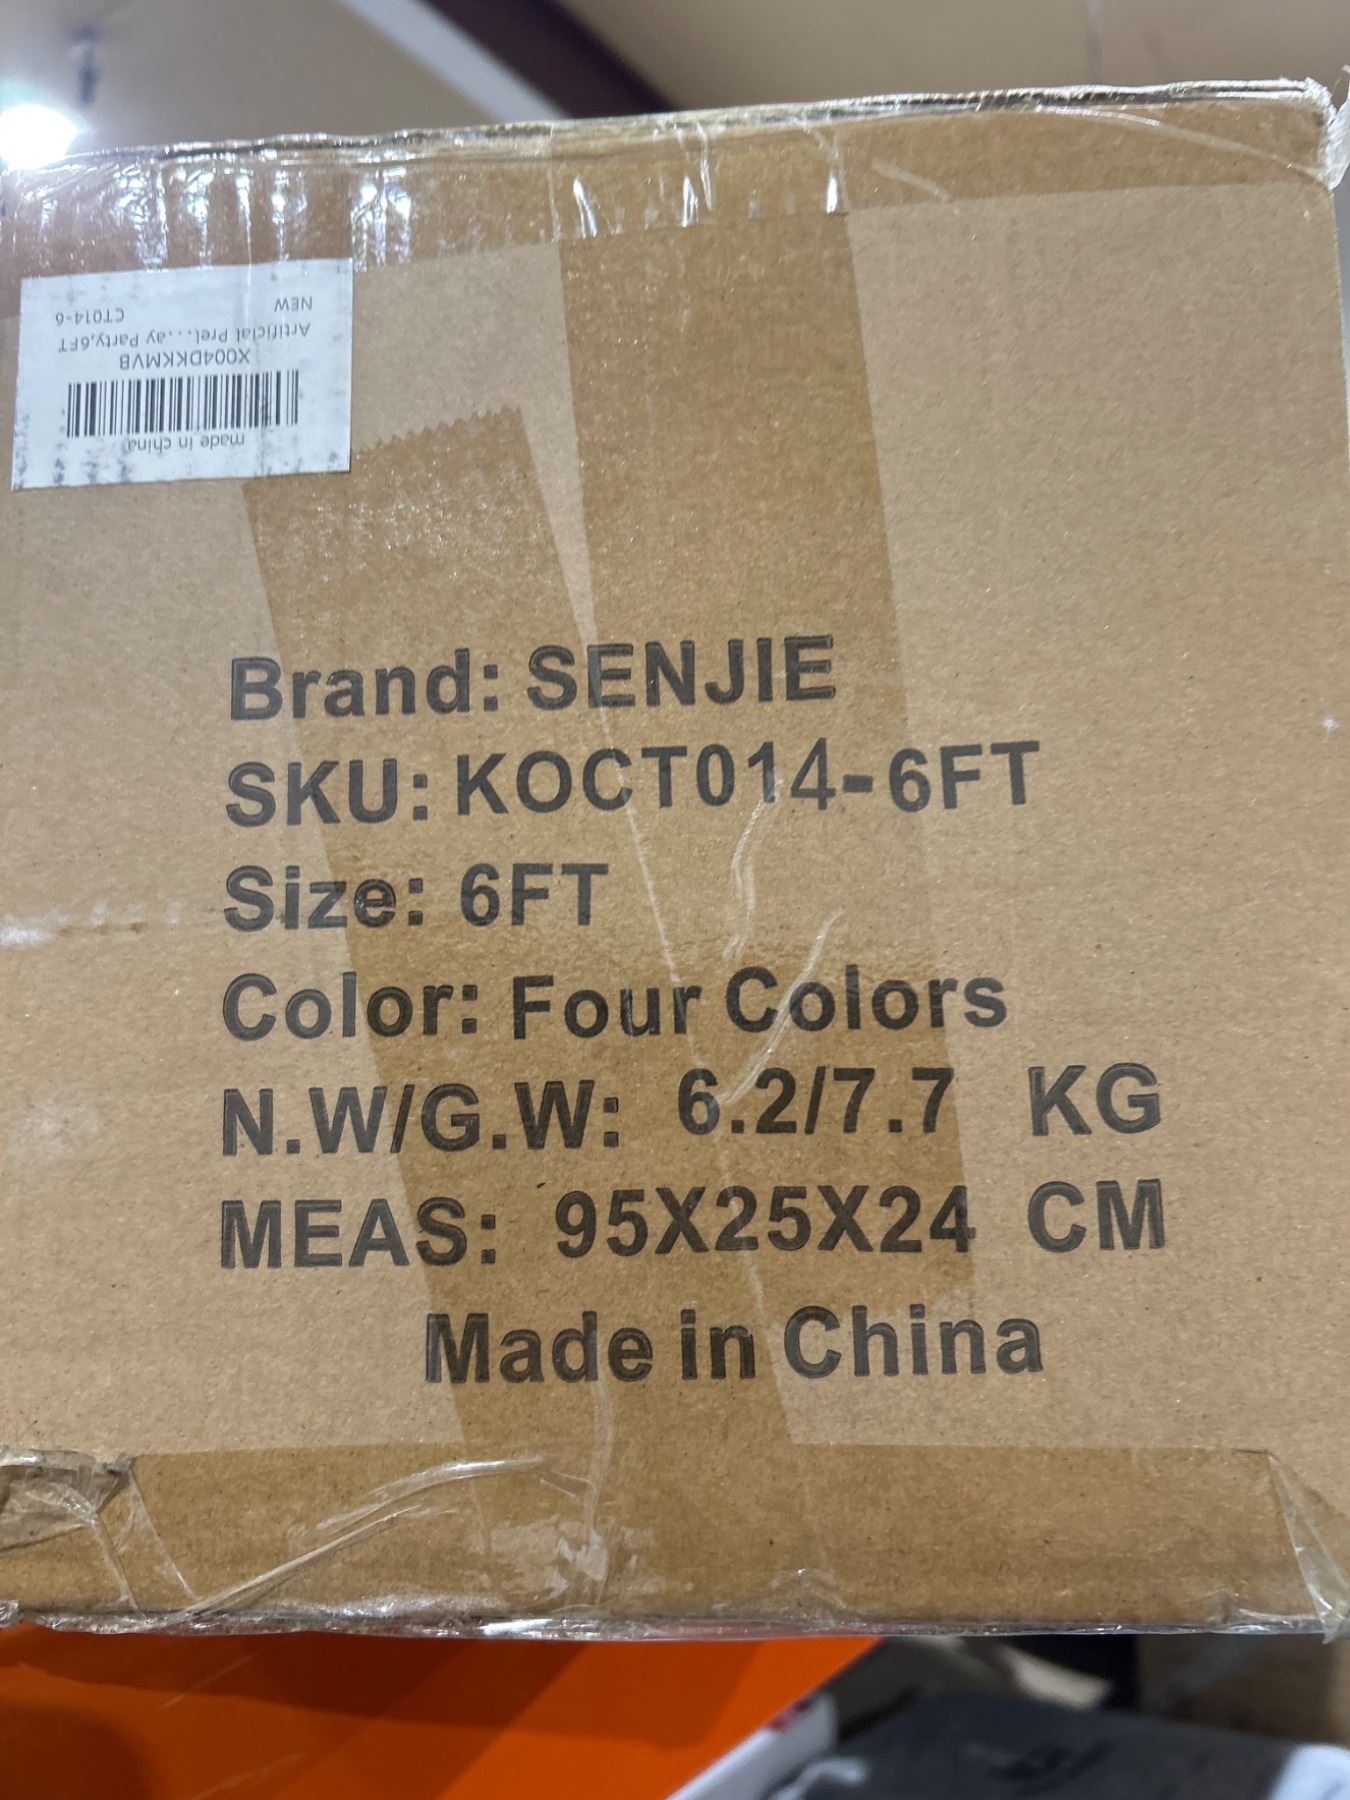 made in china
X004DKKMVB
Artificial Prel....ay Party,6FT
NEW
CT014-6
Brand: SENJIE
SKU: KOCT014-6FT
Size: 6FT
Color: Four Colors
N.W/G.W: 6.2/7.7 KG
MEAS: 95X25X24 CM
Made in China